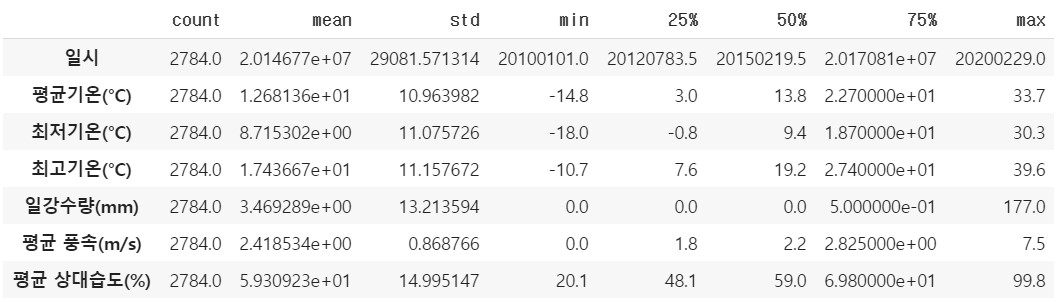 count mean std min 25% 50% 75% max
일시 2784.0 2.014677e+07 29081.571314 20100101.0 20120783.5 20150219.5 2.017081e+07 20200229.0
평균기온(°C) 2784.0 1.268136e+01 10.963982 -14.8 3.0 13.8 2.270000e+01 33.7
최저기온(°C) 2784.0 8.715302e+00 11.075726 -18.0 -0.8 9.4 1.870000e+01 30.3
최고기온(°C) 2784.0 1.743667e+01 11.157672 -10.7 7.6 19.2 2.740000e+01 39.6
일강수량(mm) 2784.0 3.469289e+00 13.213594 0.0 0.0 0.0 5.000000e-01 177.0
평균 풍속(m/s) 2784.0 2.418534e+00 0.868766 0.0 1.8 2.2 2.825000e+00 7.5
평균 상대습도(%) 2784.0 5.930923e+01 14.995147 20.1 48.1 59.0 6.980000e+01 99.8